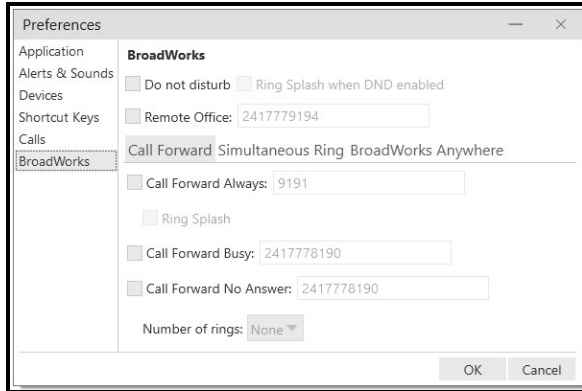 Preferences
Application
Alerts & Sounds
Devices
Shortcut Keys
Calls
BroadWorks
BroadWorks
Do not disturb Ring Splash when DND enabled
Remote Office: 2417779194
Call Forward Simultaneous Ring BroadWorks Anywhere
Call Forward Always: 9191
Ring Splash
Call Forward Busy: 2417778190
Call Forward No Answer: 2417778190
Number of rings: None
OK Cancel